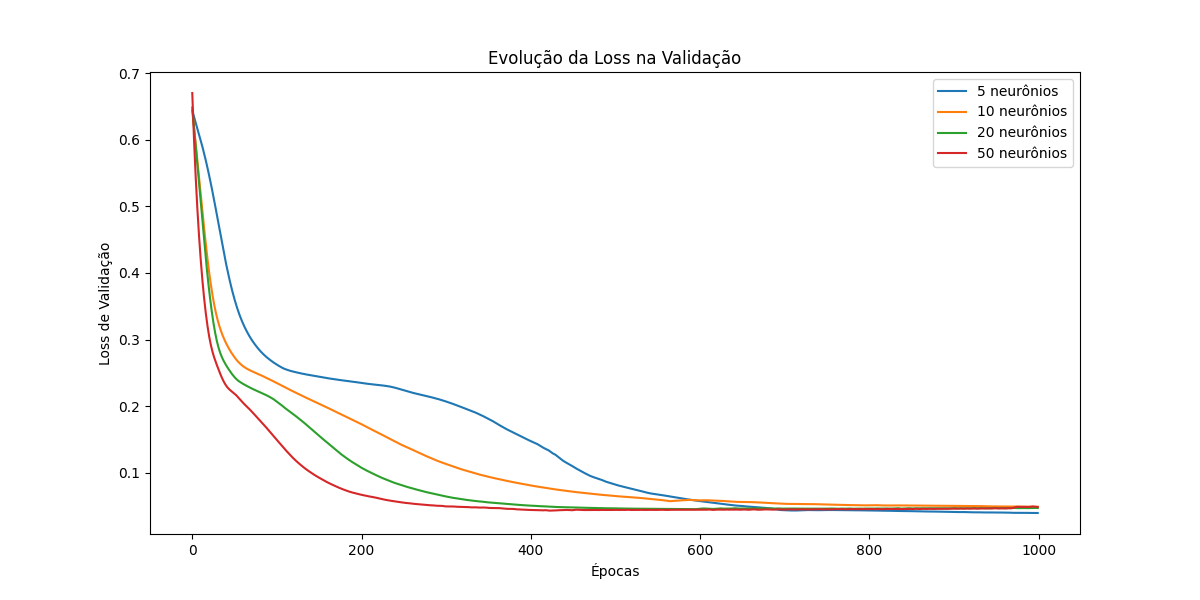 Evolução da Loss na Validação
0.7
0.6
0.5
0.4
0.3
0.2
0.1
Loss de Validação
5 neurônios
10 neurônios
20 neurônios
50 neurônios
0 200 400 600 800 1000
Épocas